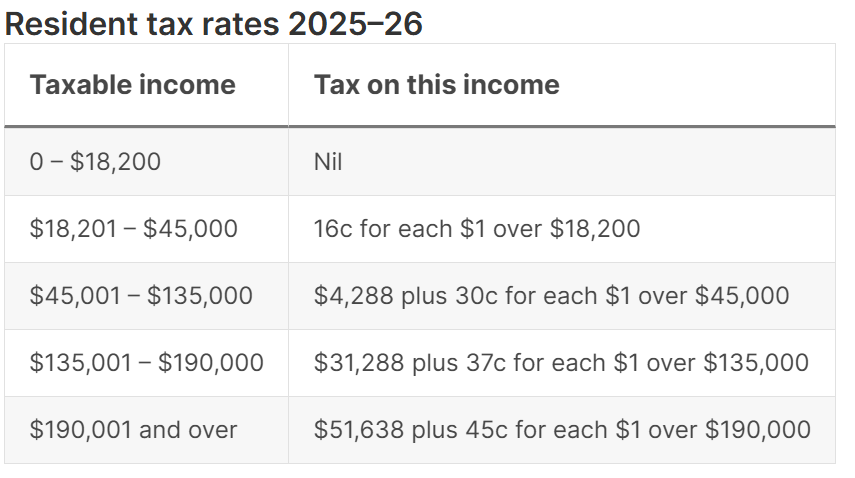 Resident tax rates 2025–26
Taxable income Tax on this income
0 – $18,200 Nil
$18,201 – $45,000 16c for each $1 over $18,200
$45,001 – $135,000 $4,288 plus 30c for each $1 over $45,000
$135,001 – $190,000 $31,288 plus 37c for each $1 over $135,000
$190,001 and over $51,638 plus 45c for each $1 over $190,000